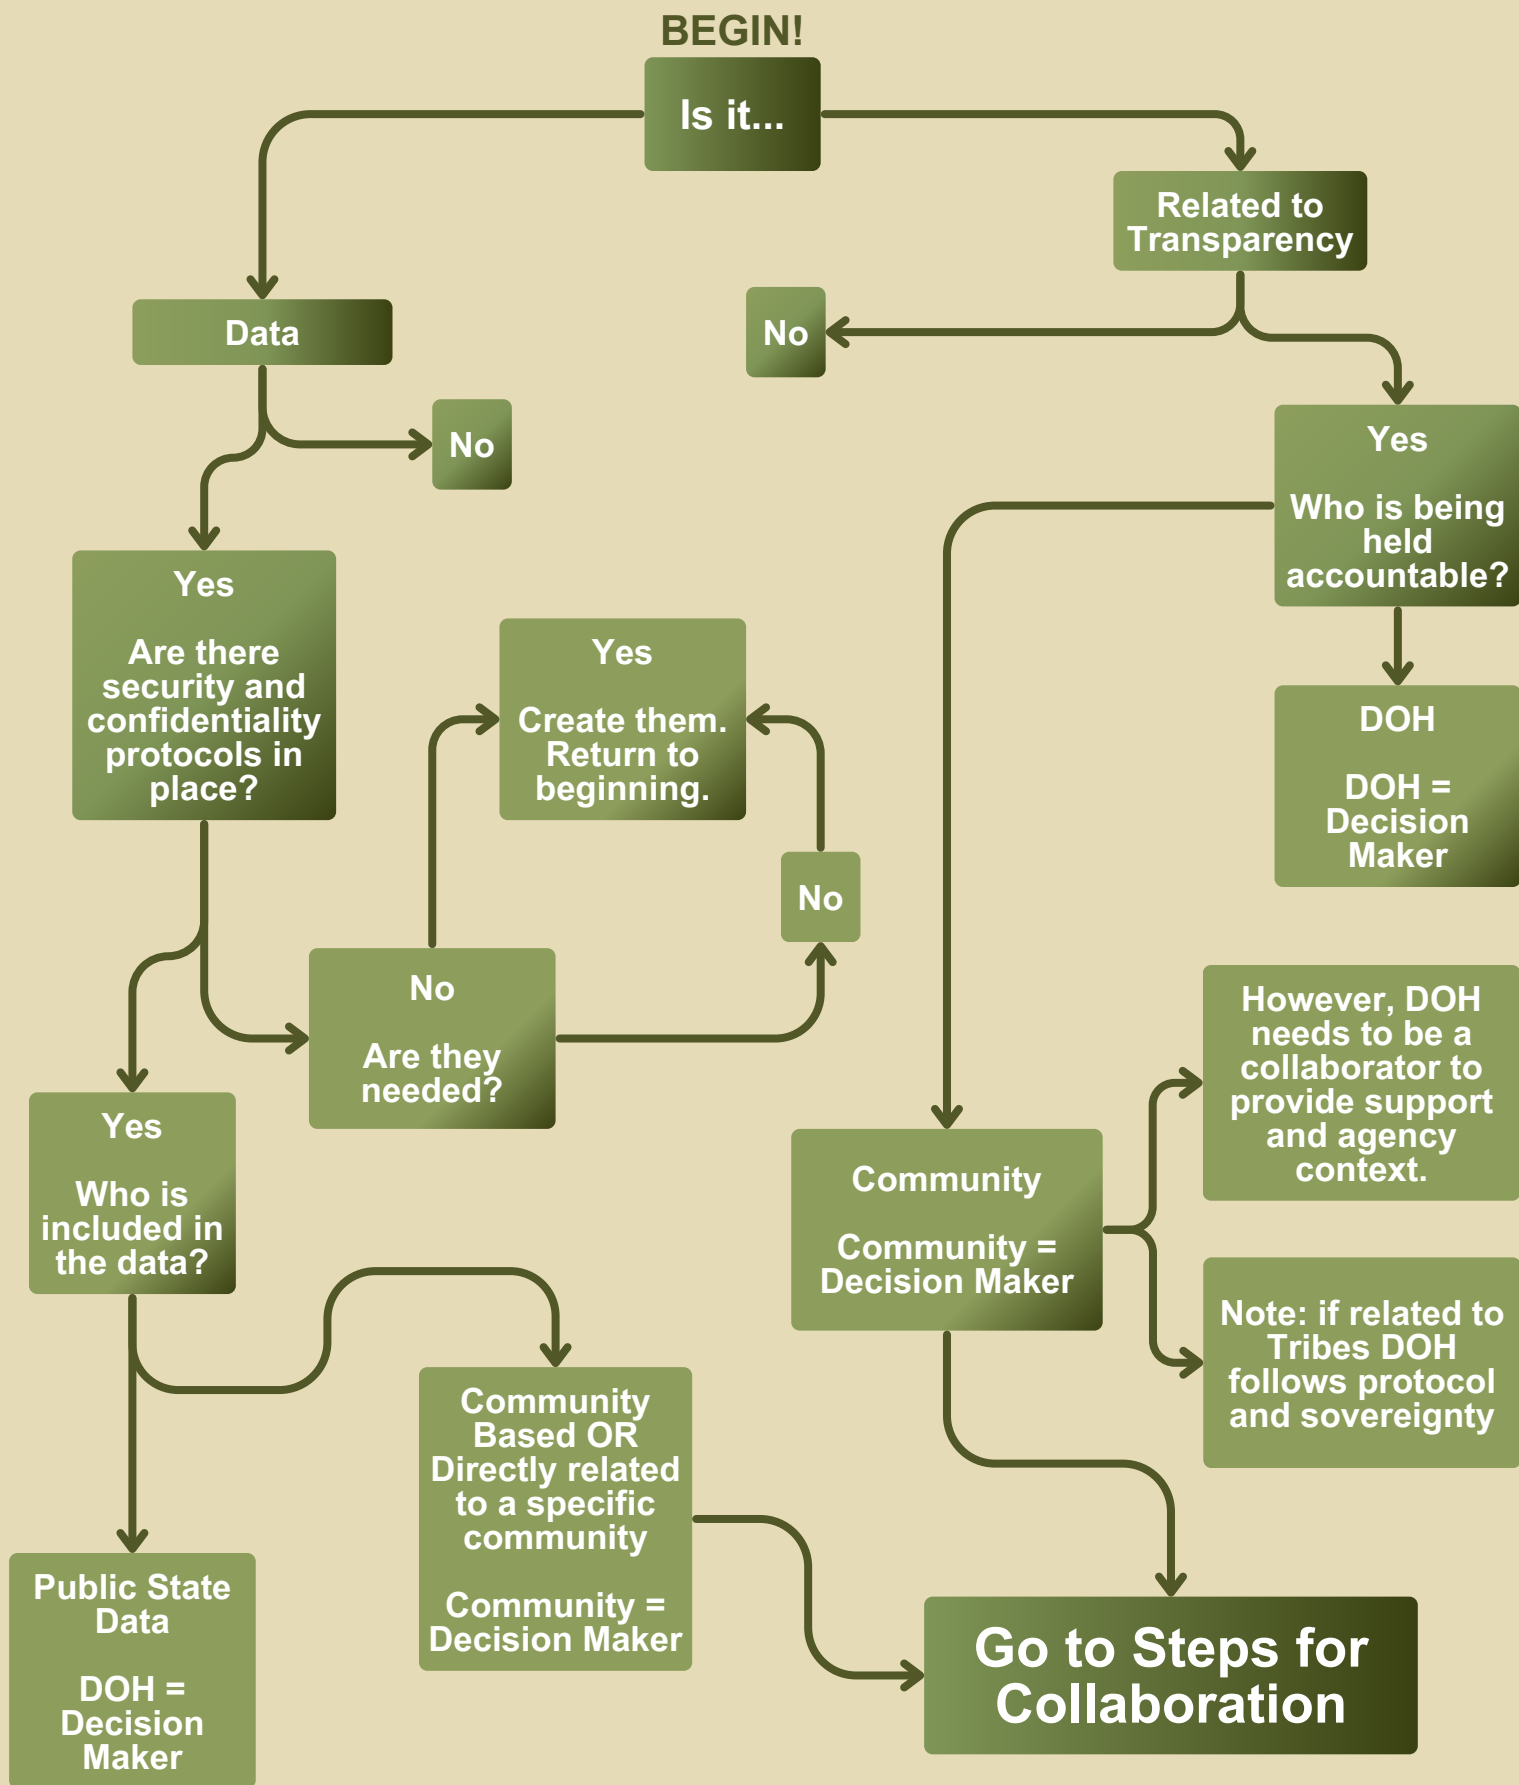 BEGIN!
Is it...
Related to
Transparency
Data
No
No
Yes
Who is being
held
accountable?
Yes
Are there
security and
confidentiality
protocols in
place?
Yes
Create them.
Return to
beginning.
DOH
DOH =
Decision
Maker
No
No
Are they
needed?
However, DOH
needs to be a
collaborator to
provide support
and agency
context.
Yes
Who is
included in
the data?
Community
Community =
Decision Maker
Note: if related to
Tribes DOH
follows protocol
and sovereignty
Community
Based OR
Directly related
to a specific
community
Community =
Decision Maker
Public State
Data
DOH =
Decision
Maker
Go to Steps for
Collaboration